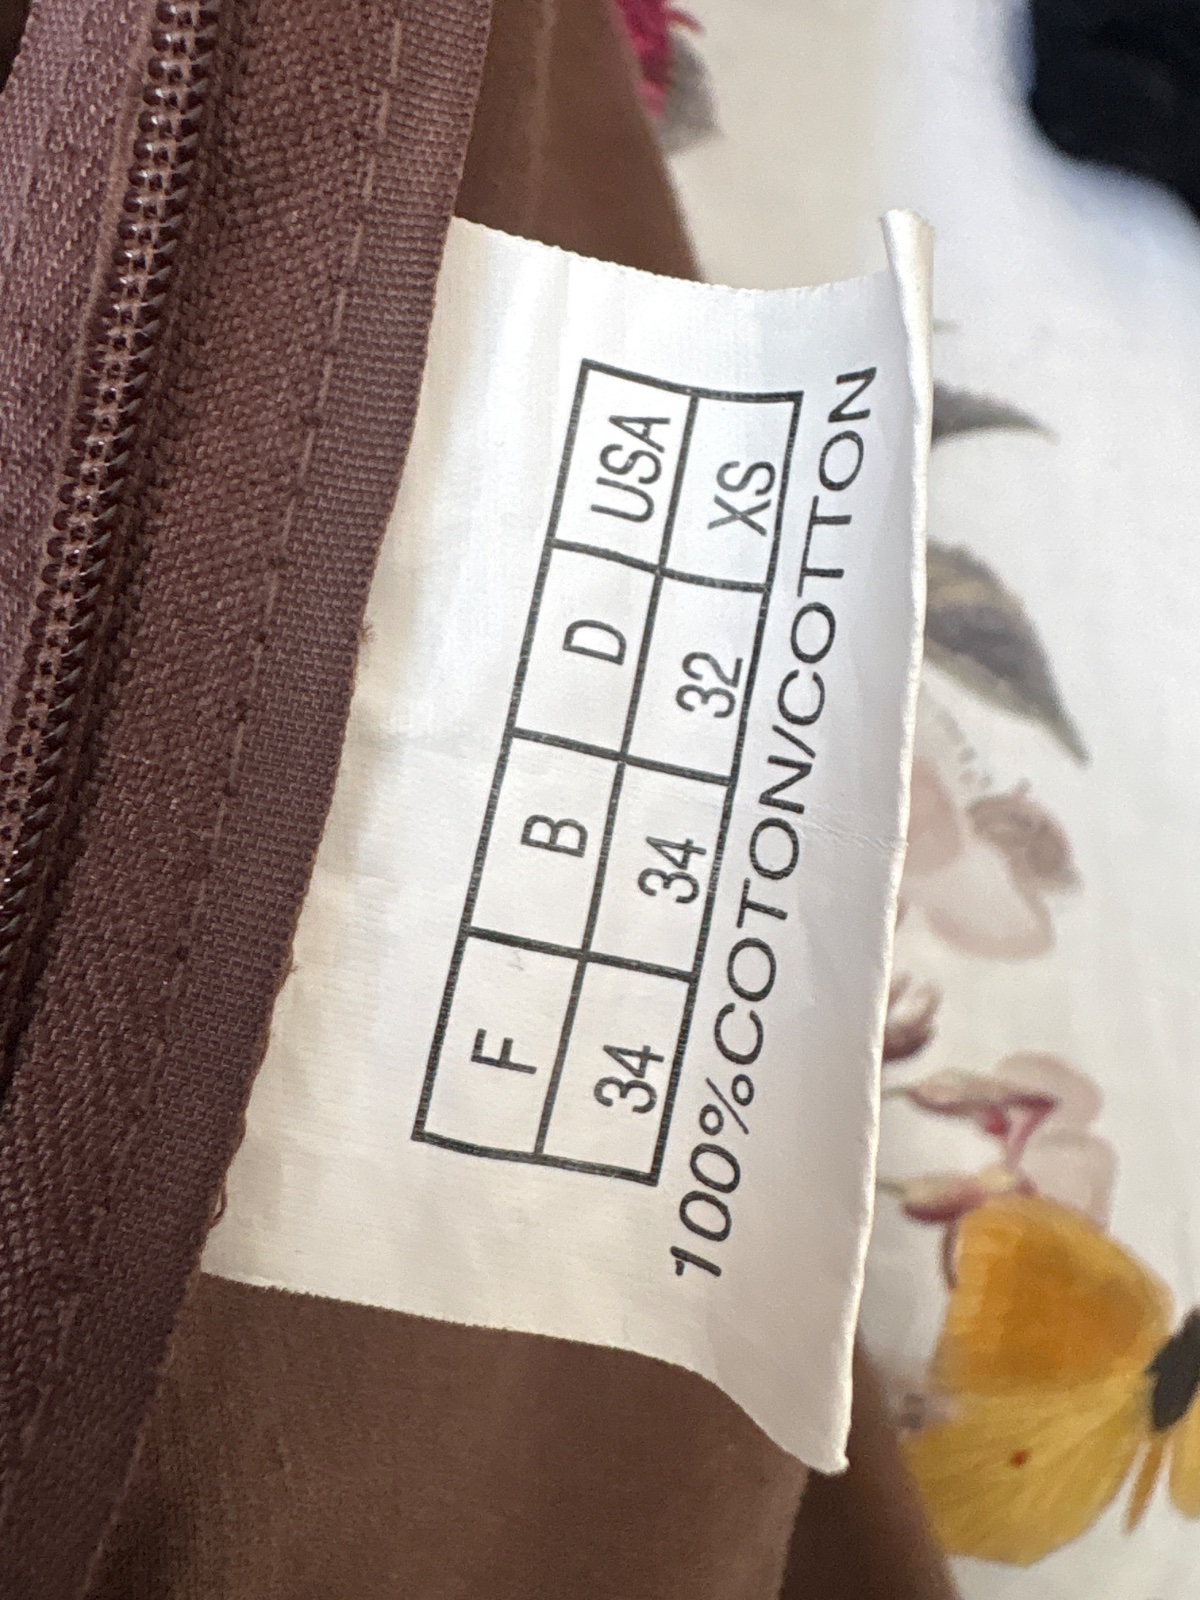 F B D USA
34 34 32 XS
100%COTON/COTTON